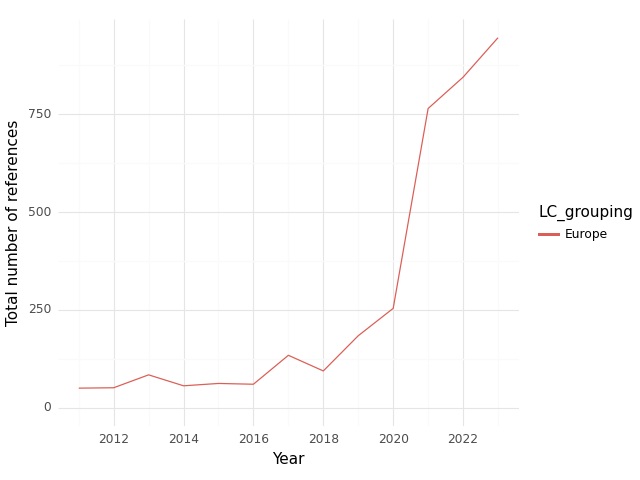 Total number of references
750
500
250
0
2012 2014 2016 2018 2020 2022
Year
LC_grouping
Europe